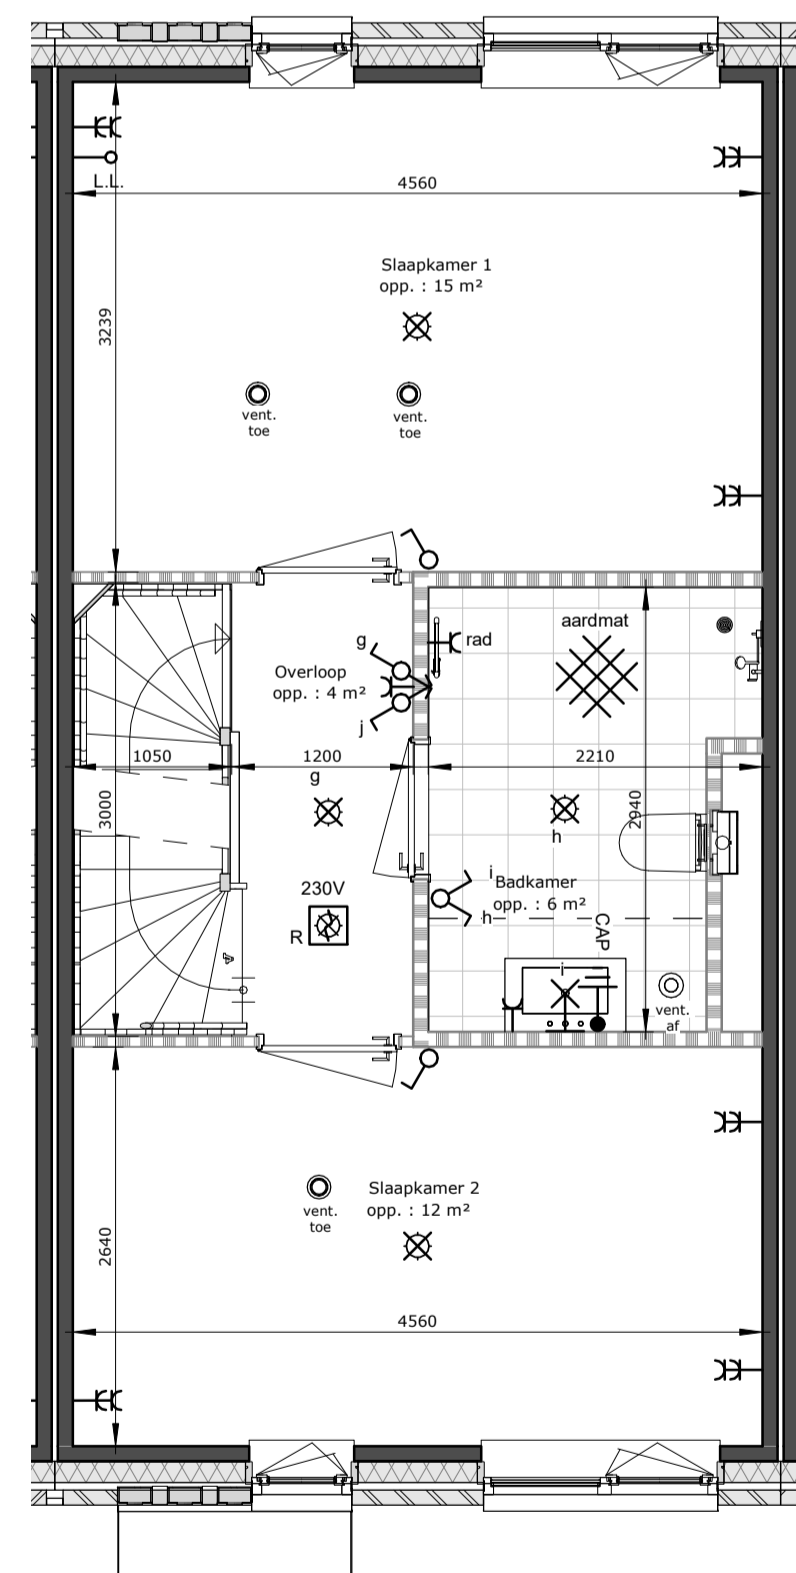 L.L.
4560
Slaapkamer 1
opp. : 15 m²
3239
vent.
toe
vent.
toe
aardmat
g
rad
Overloop
opp. : 4 m²
j
1050
1200
2210
g
3000
2940
h
i
Badkamer
opp. : 6 m²
h
230V
R
CAP
i
vent.
af
Slaapkamer 2
opp. : 12 m²
vent.
toe
2640
4560